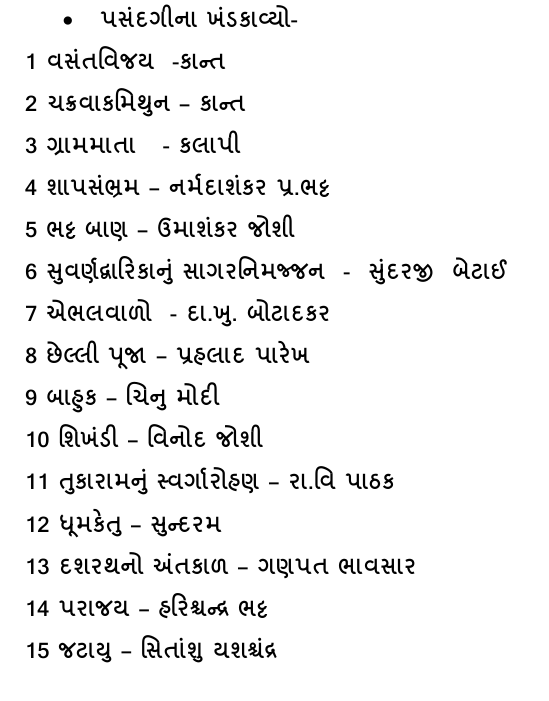 • પસંદગીના ખંડકાવ્યો-
1 વસંતવિજય -કાન્ત
2 ચક્રવાકમિથુન – કાન્ત
3 ગ્રામમાતા - કલાપી
4 શાપસંભ્રમ – નર્મદાશંકર પ્ર.ભટ્ટ
5 ભટ્ટ બાણ – ઉમાશંકર જોશી
6 સુવર્ણદ્વારિકાનું સાગરનિમજ્જન - સુંદરજી બેટાઈ
7 એભલવાળો - દા.ખુ. બોટાદકર
8 છેલ્લી પૂજા – પ્રહલાદ પારેખ
9 બાહુક – ચિનુ મોદી
10 શિખંડી – વિનોદ જોશી
11 તુકારામનું સ્વર્ગારોહણ – રા.વિ પાઠક
12 ધૂમકેતુ – સુન્દરમ
13 દશરથનો અંતકાળ – ગણપત ભાવસાર
14 પરાજય – હરિશ્ચન્દ્ર ભટ્ટ
15 જટાયુ – સિતાંશુ યશશ્ચંદ્ર